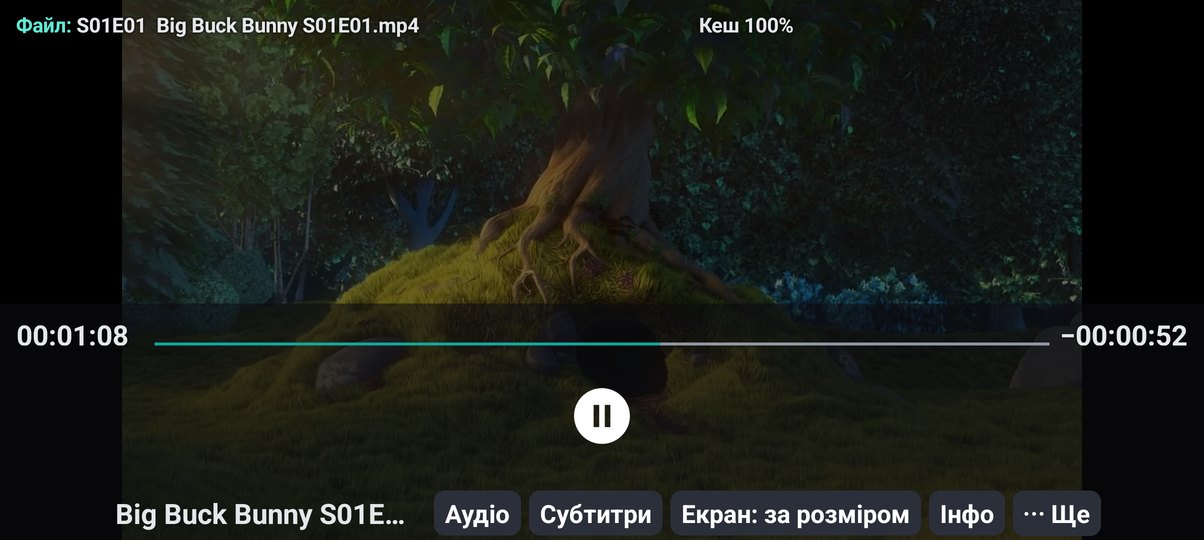 Файл: S01E01 Big Buck Bunny S01E01.mp4
Кеш 100%
00:01:08
−00:00:52
Big Buck Bunny S01E...
Аудіо
Субтитри
Екран: за розміром
Інфо
··· Ще